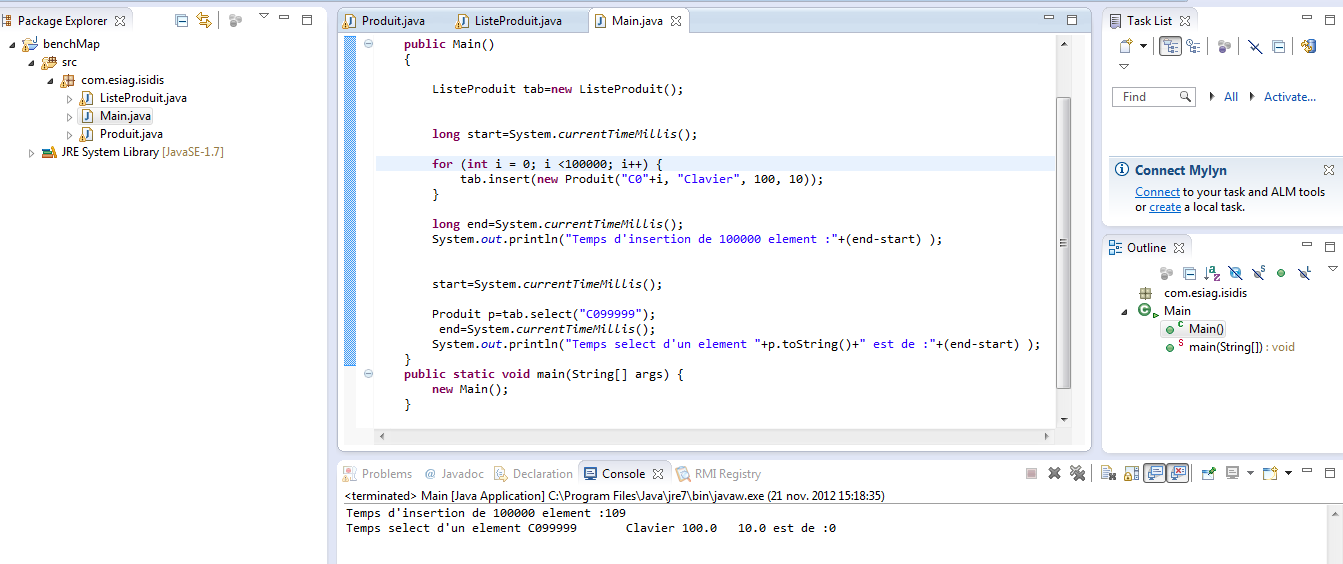 Package Explorer
benchMap
src
com.esiag.isidis
ListeProduit.java
Main.java
Produit.java
JRE System Library [JavaSE-1.7]
Produit.java ListeProduit.java Main.java
public Main()
{
ListeProduit tab=new ListeProduit();
long start=System.currentTimeMillis();
for (int i = 0; i <100000; i++) {
tab.insert(new Produit("C0"+i, "Clavier", 100, 10));
}
long end=System.currentTimeMillis();
System.out.println("Temps d'insertion de 100000 element :"+(end-start) );
start=System.currentTimeMillis();
Produit p=tab.select("C099999");
end=System.currentTimeMillis();
System.out.println("Temps select d'un element "+p.toString()+" est de :"+(end-start) );
}
public static void main(String[] args) {
new Main();
}
Task List
Find All Activate...
Connect Mylyn
Connect to your task and ALM tools
or create a local task.
Outline
com.esiag.isidis
Main
Main()
main(String[]) : void
Problems @ Javadoc Declaration Console RMI Registry
<terminated> Main [Java Application] C:\Program Files\Java\jre7\bin\javaw.exe (21 nov. 2012 15:18:35)
Temps d'insertion de 100000 element :109
Temps select d'un element C099999 Clavier 100.0 10.0 est de :0